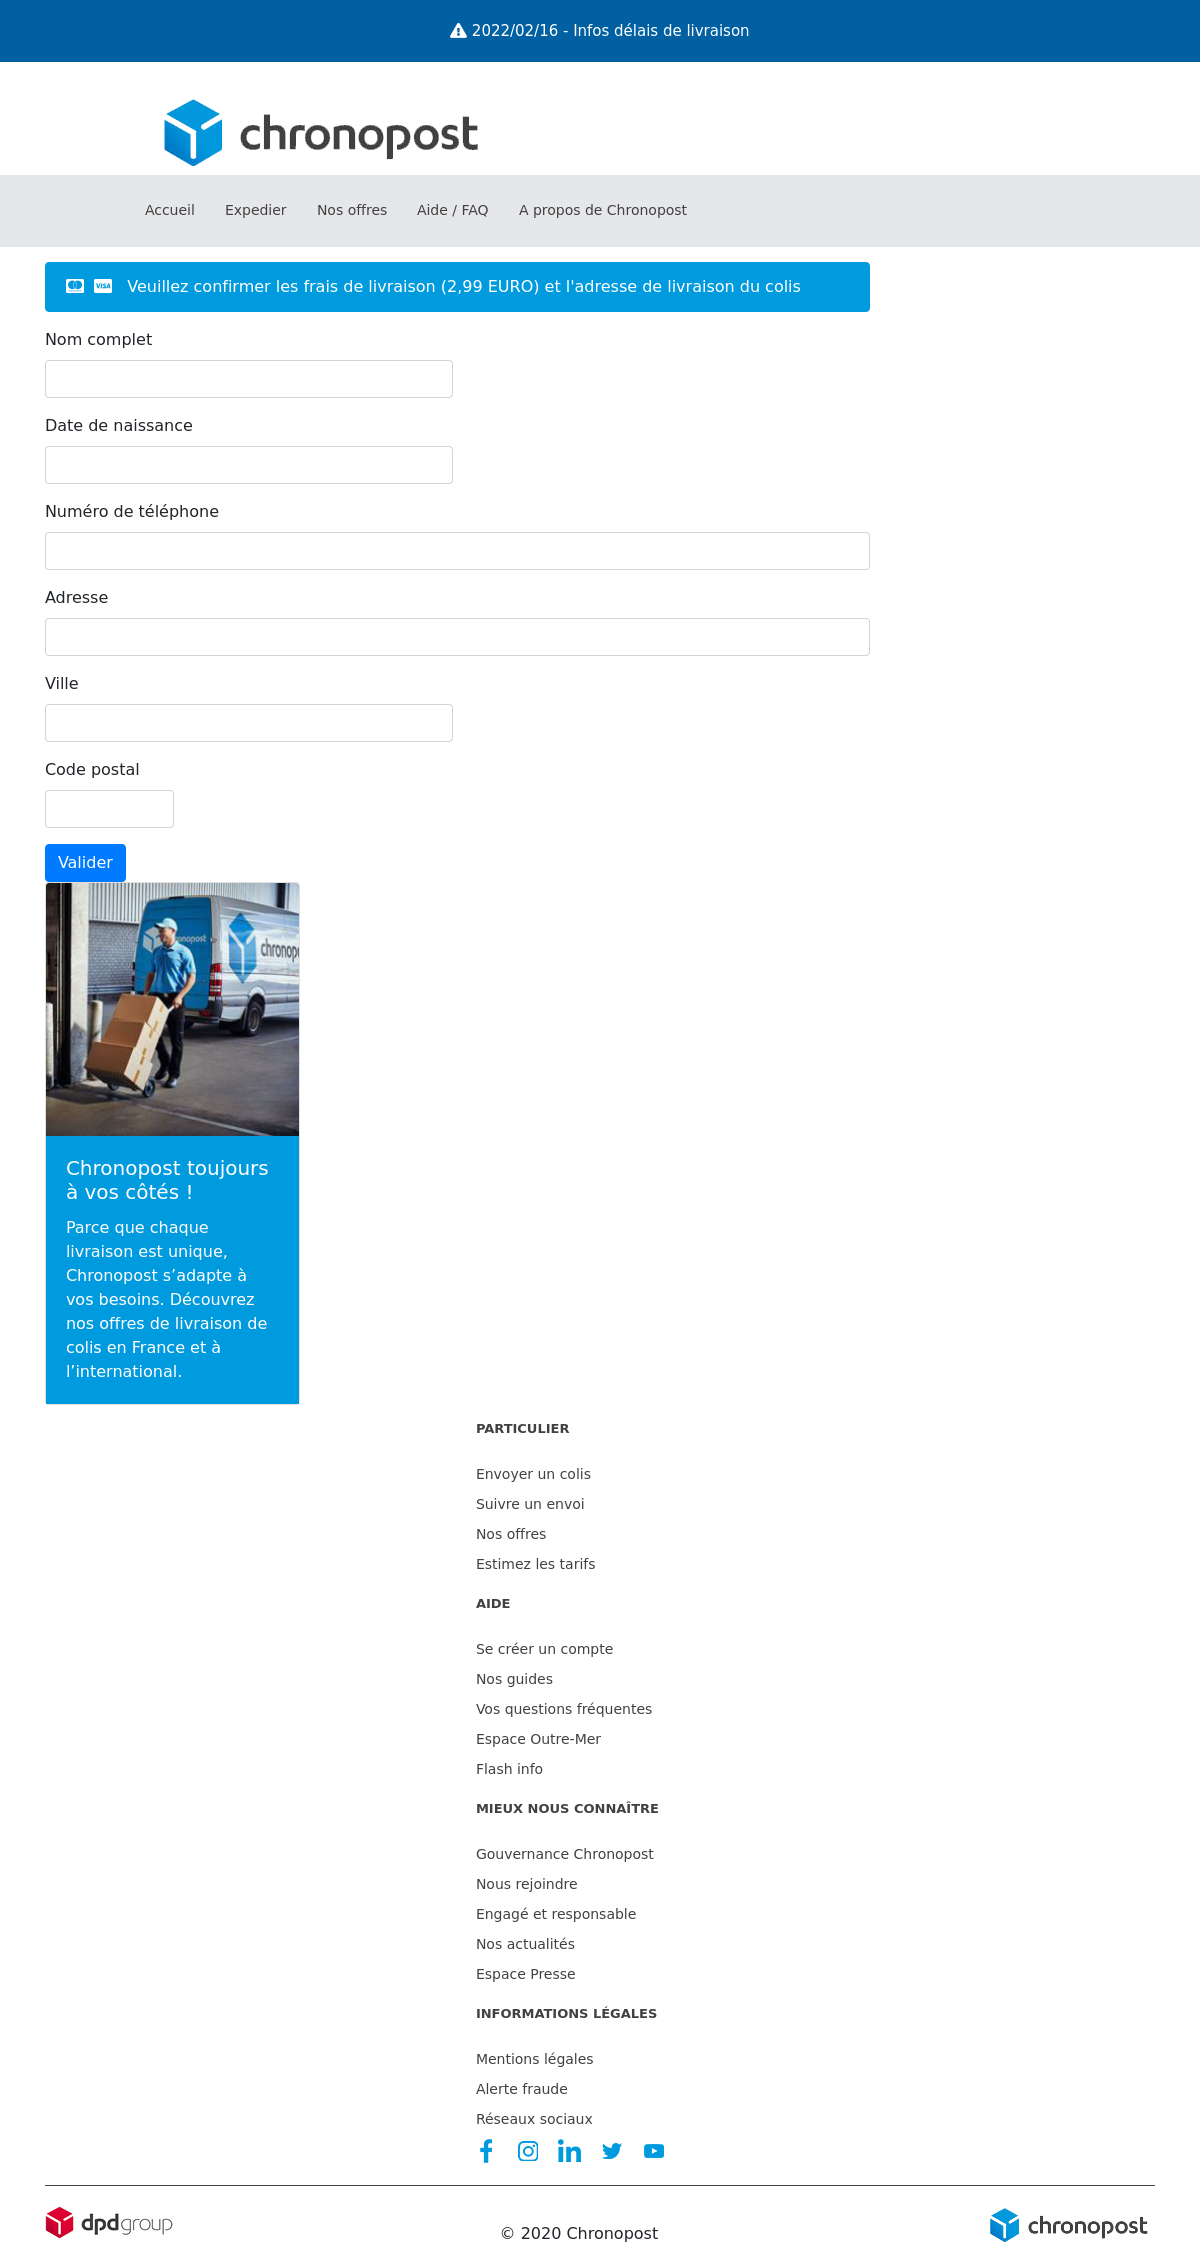 2022/02/16 - Infos délais de livraison
chronopost
Accueil Expedier Nos offres Aide / FAQ A propos de Chronopost
VISA Veuillez confirmer les frais de livraison (2,99 EURO) et l'adresse de livraison du colis
Nom complet
Date de naissance
Numéro de téléphone
Adresse
Ville
Code postal
Valider
chronopost
Chronopost toujours
à vos côtés !
Parce que chaque
livraison est unique,
Chronopost s’adapte à
vos besoins. Découvrez
nos offres de livraison de
colis en France et à
l’international.
PARTICULIER
Envoyer un colis
Suivre un envoi
Nos offres
Estimez les tarifs
AIDE
Se créer un compte
Nos guides
Vos questions fréquentes
Espace Outre-Mer
Flash info
MIEUX NOUS CONNAÎTRE
Gouvernance Chronopost
Nous rejoindre
Engagé et responsable
Nos actualités
Espace Presse
INFORMATIONS LÉGALES
Mentions légales
Alerte fraude
Réseaux sociaux
dpdgroup © 2020 Chronopost chronopost